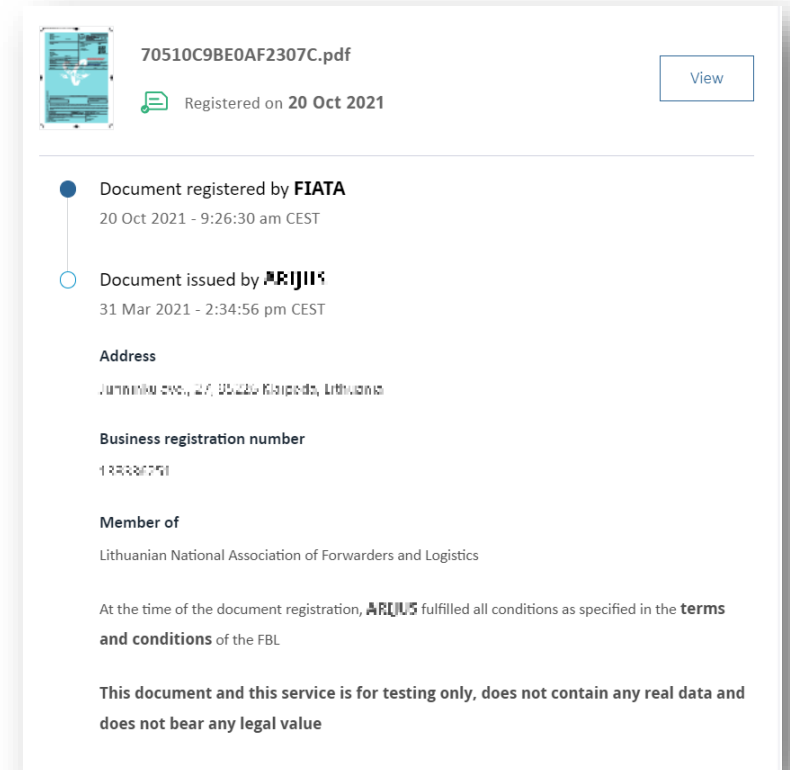 70510C9BE0AF2307C.pdf
View
Registered on 20 Oct 2021
Document registered by FIATA
20 Oct 2021 - 9:26:30 am CEST
Document issued by
31 Mar 2021 - 2:34:56 pm CEST
Address
Business registration number
Member of
Lithuanian National Association of Forwarders and Logistics
At the time of the document registration, fulfilled all conditions as specified in the terms
and conditions of the FBL
This document and this service is for testing only, does not contain any real data and
does not bear any legal value